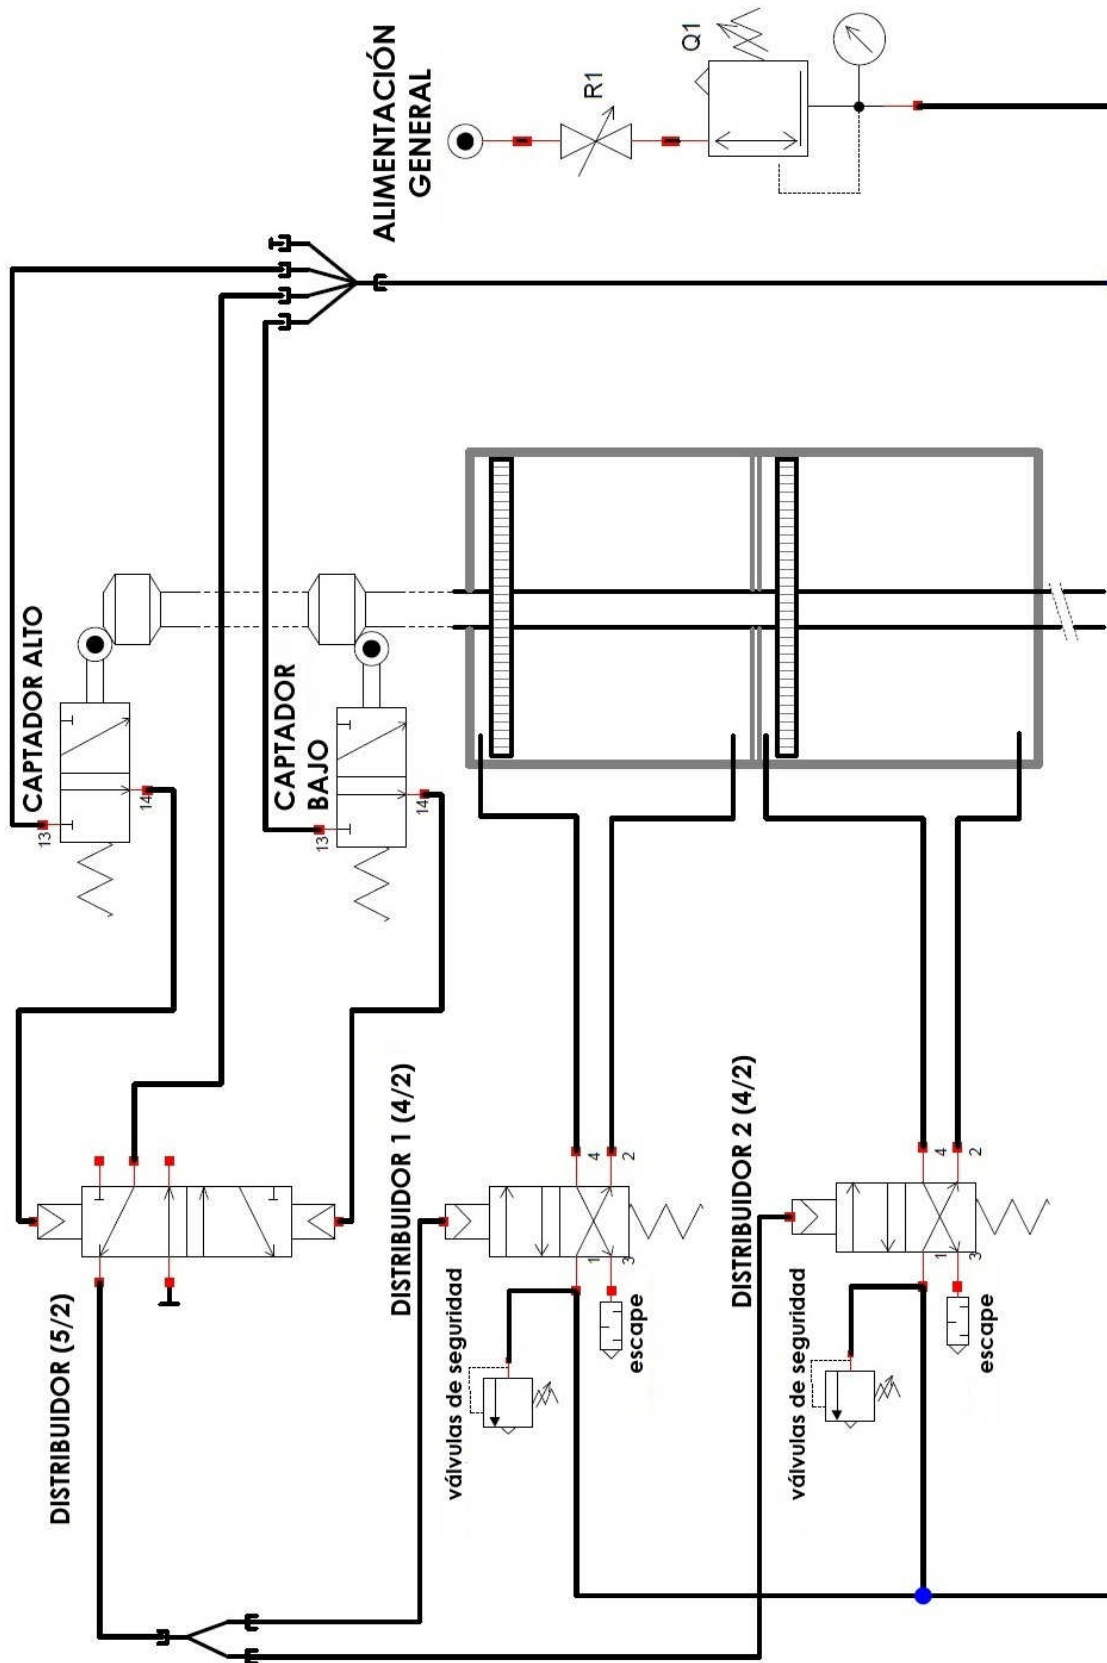 ALIMENTACIÓN
GENERAL
R1
Q1
CAPTADOR ALTO
13
14
CAPTADOR
BAJO
13
14
DISTRIBUIDOR (5/2)
DISTRIBUIDOR 1 (4/2)
4
2
1
3
válvulas de seguridad
escape
DISTRIBUIDOR 2 (4/2)
4
2
1
3
válvulas de seguridad
escape